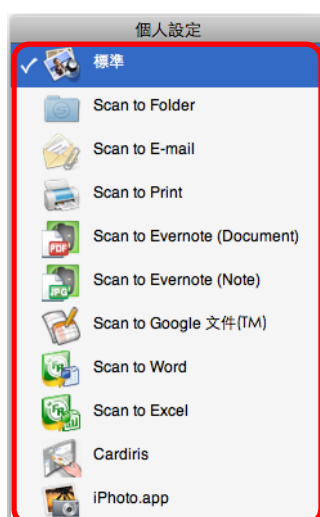 個人設定
標準
Scan to Folder
Scan to E-mail
Scan to Print
PDF
Scan to Evernote (Document)
JPG
Scan to Evernote (Note)
Scan to Google 文件(TM)
Scan to Word
Scan to Excel
Cardiris
iPhoto.app